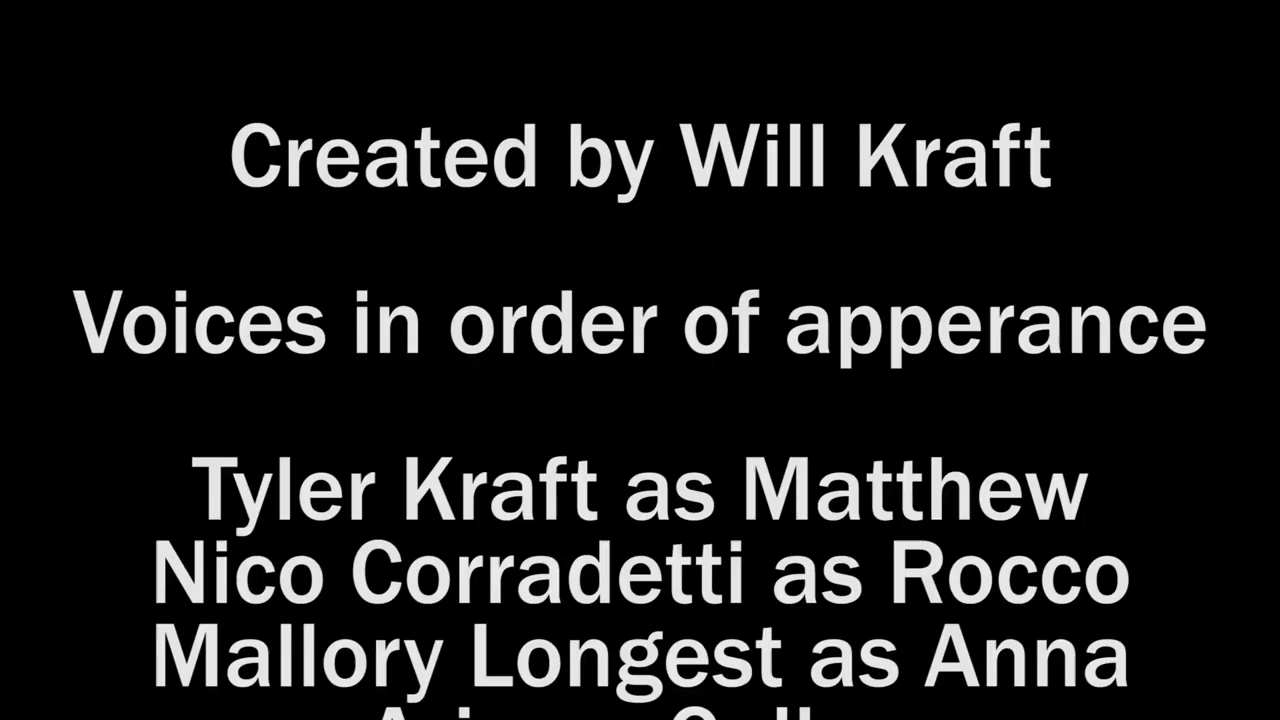 Created by Will Kraft
Voices in order of apperance
Tyler Kraft as Matthew
Nico Corradetti as Rocco
Mallory Longest as Anna